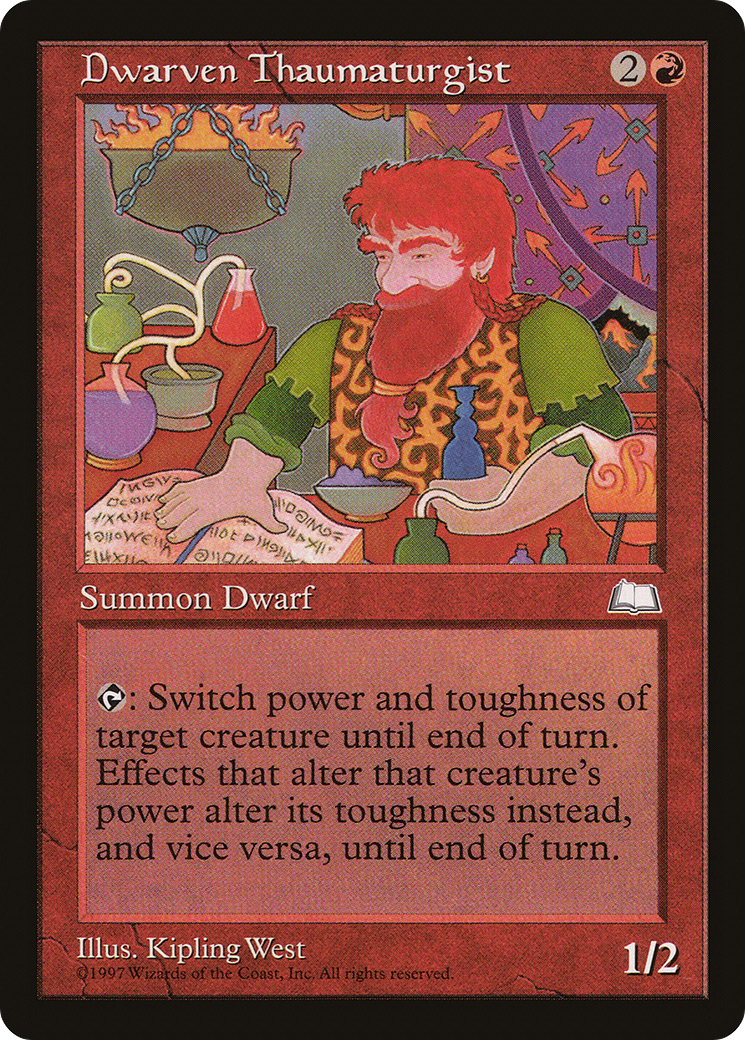 Dwarven Thaumaturgist 2
Summon Dwarf
: Switch power and toughness of
target creature until end of turn.
Effects that alter that creature's
power alter its toughness instead,
and vice versa, until end of turn.
Illus. Kipling West
©1997 Wizards of the Coast, Inc. All rights reserved.
1/2